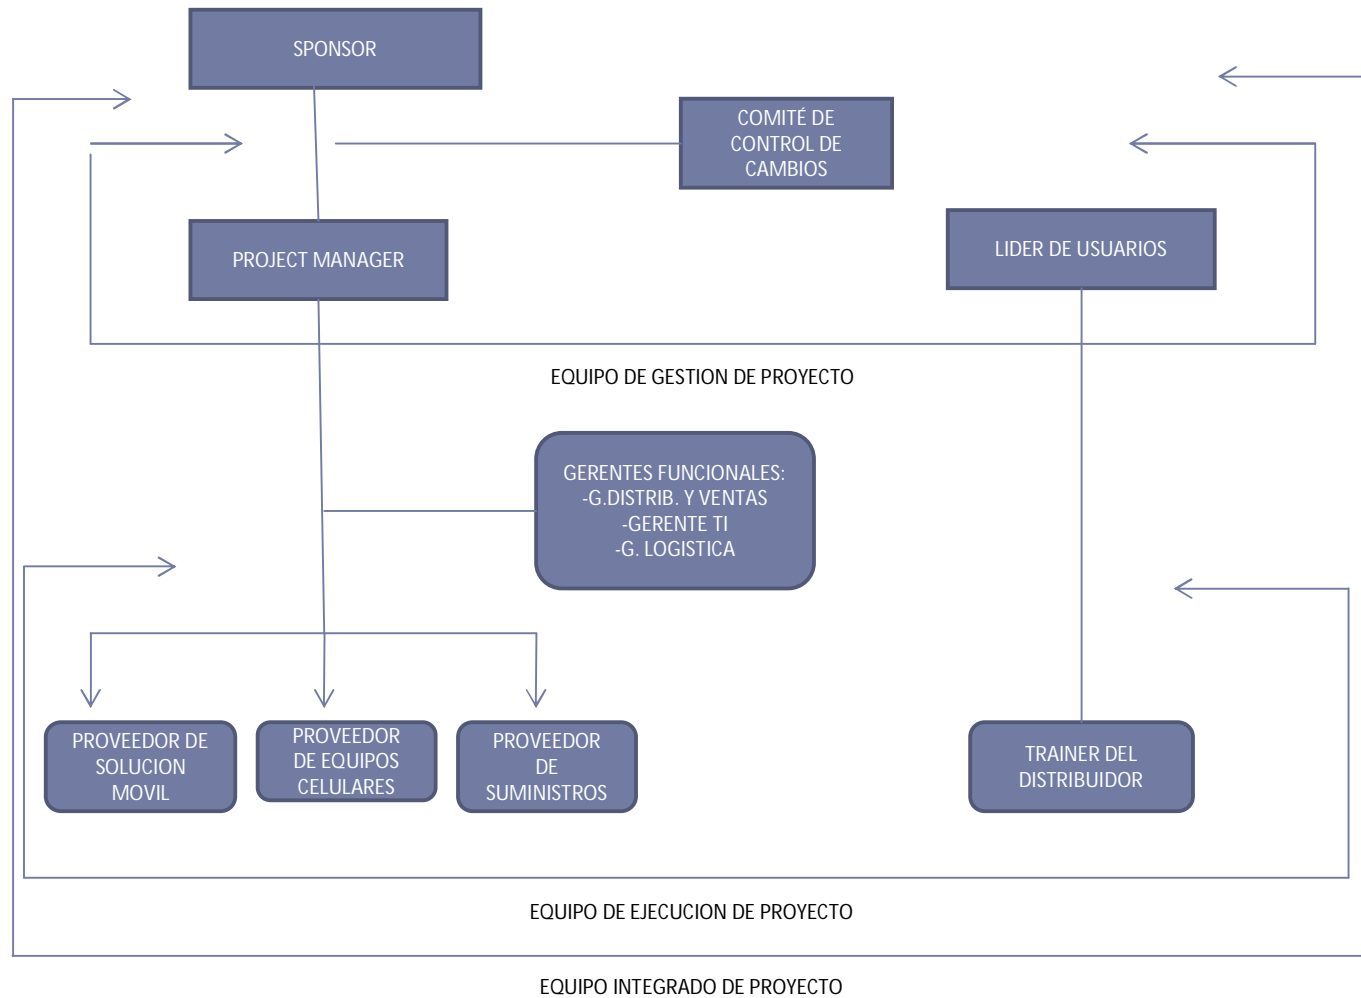 SPONSOR
COMITÉ DE
CONTROL DE
CAMBIOS
PROJECT MANAGER
LIDER DE USUARIOS
EQUIPO DE GESTION DE PROYECTO
GERENTES FUNCIONALES:
-G.DISTRIB. Y VENTAS
-GERENTE TI
-G. LOGISTICA
PROVEEDOR DE
SOLUCION
MOVIL
PROVEEDOR
DE EQUIPOS
CELULARES
PROVEEDOR
DE
SUMINISTROS
TRAINER DEL
DISTRIBUIDOR
EQUIPO DE EJECUCION DE PROYECTO
EQUIPO INTEGRADO DE PROYECTO